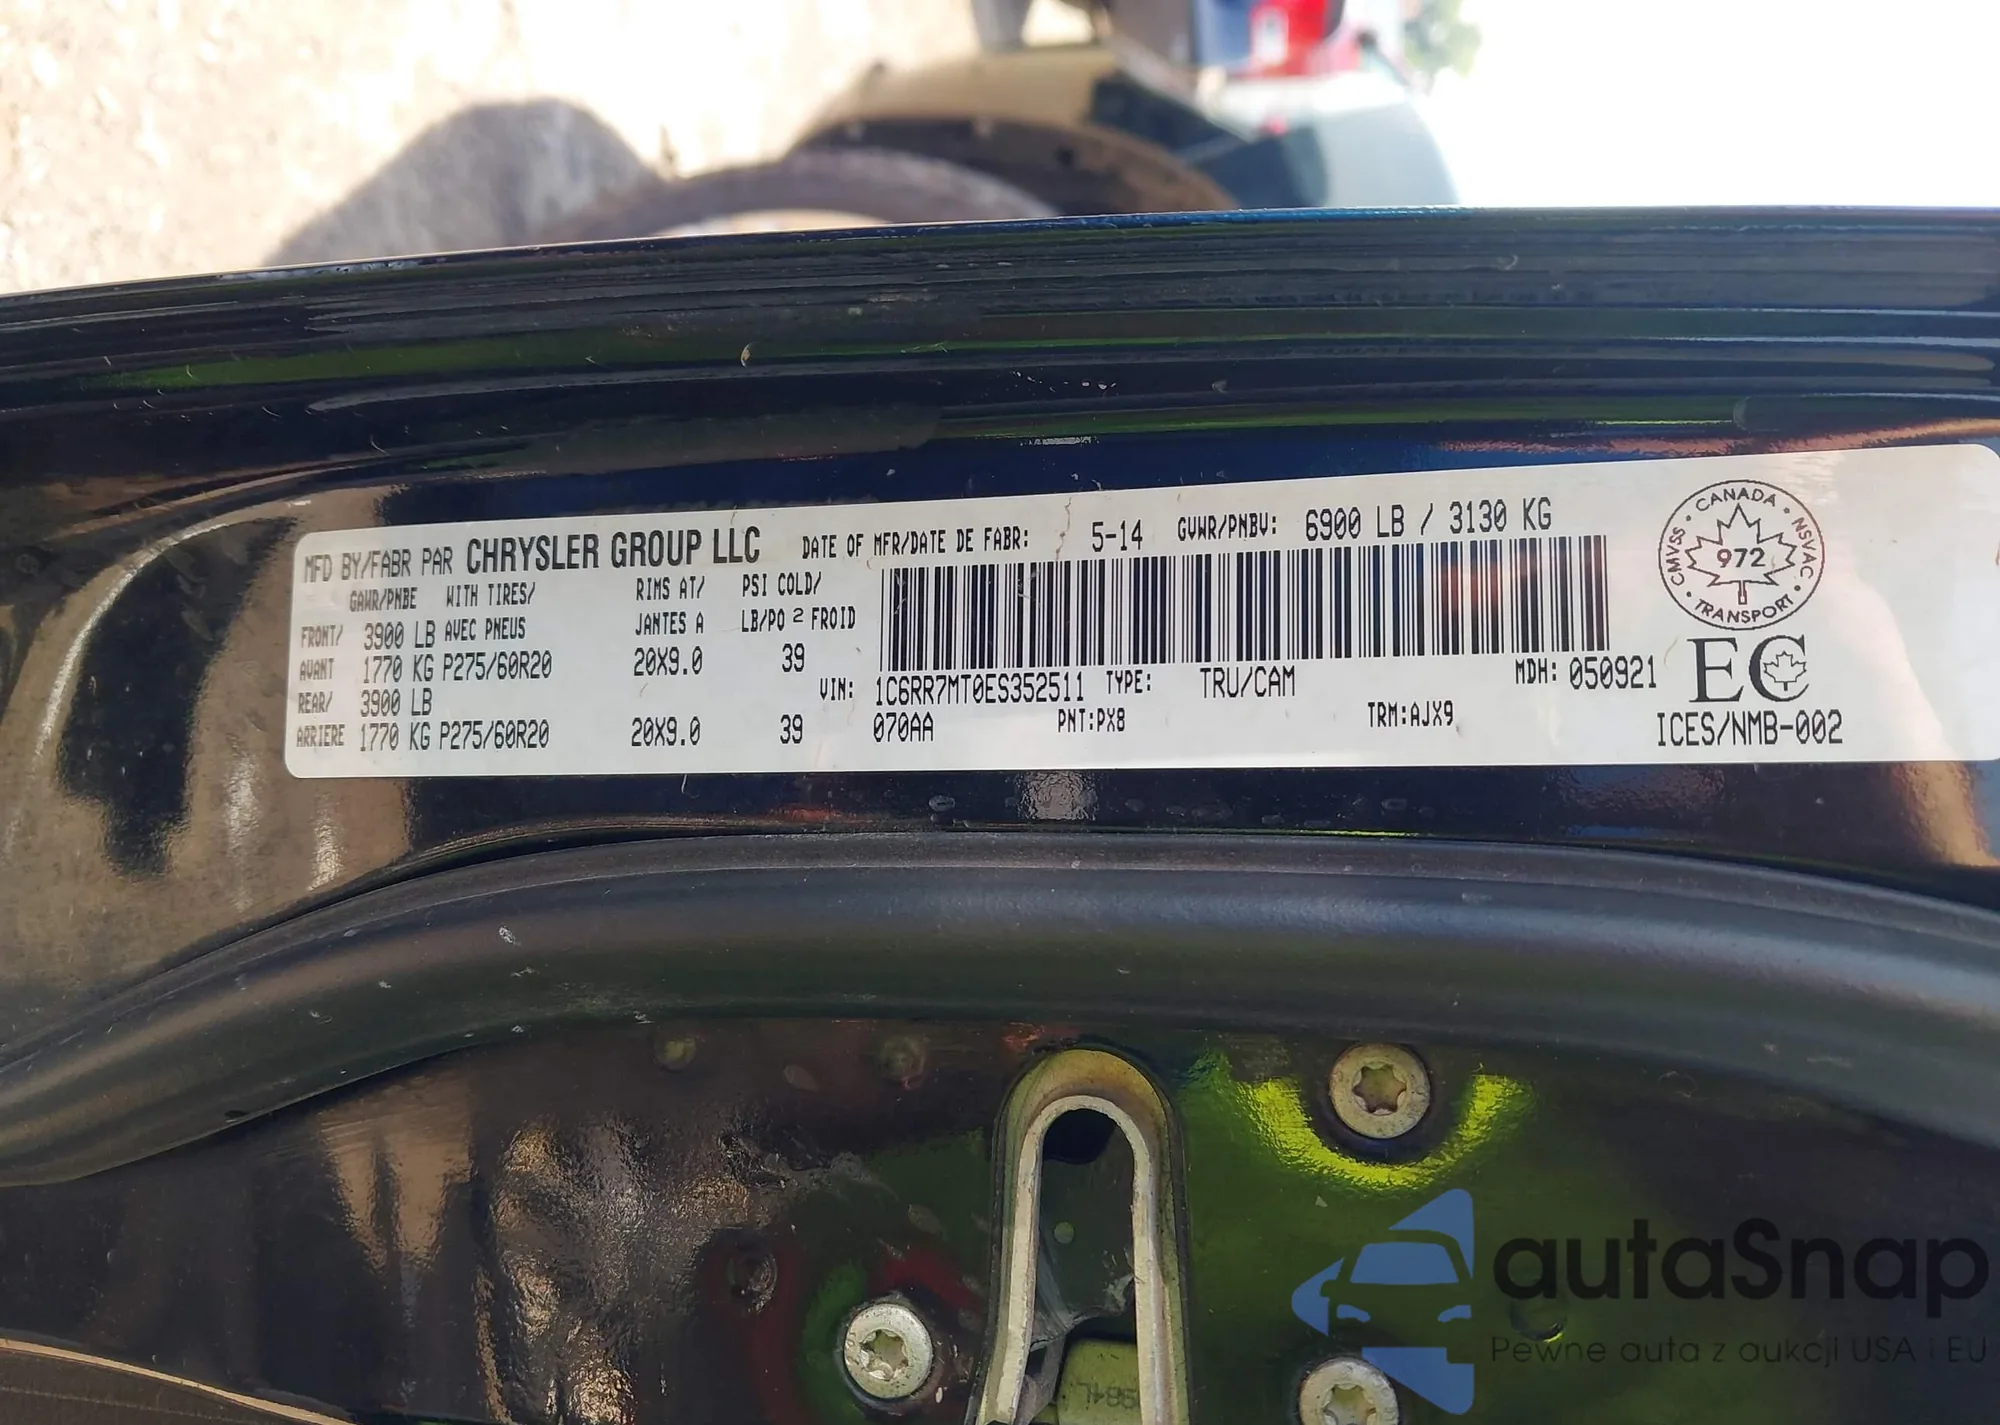 MFD BY/FABR PAR CHRYSLER GROUP LLC DATE OF MFR/DATE DE FABR: 5-14 GVWR/PNBV: 6900 LB / 3130 KG
GAWR/PNBE WITH TIRES/ RIMS AT/ PSI COLD/
FRONT/ 3900 LB AVEC PNEUS JANTES A LB/PO 2 FROID
AVANT 1770 KG P275/60R20 20X9.0 39
REAR/ 3900 LB
ARRIERE 1770 KG P275/60R20 20X9.0 39
VIN: 1C6RR7MT0ES352511 TYPE: TRU/CAM MDH: 050921
070AA PNT:PX8 TRM:AJX9
CANADA
CMVSS
NSVAC
972
TRANSPORT
EC
ICES/NMB-002
autoSnap
Pewne auta z aukcji USA i EU